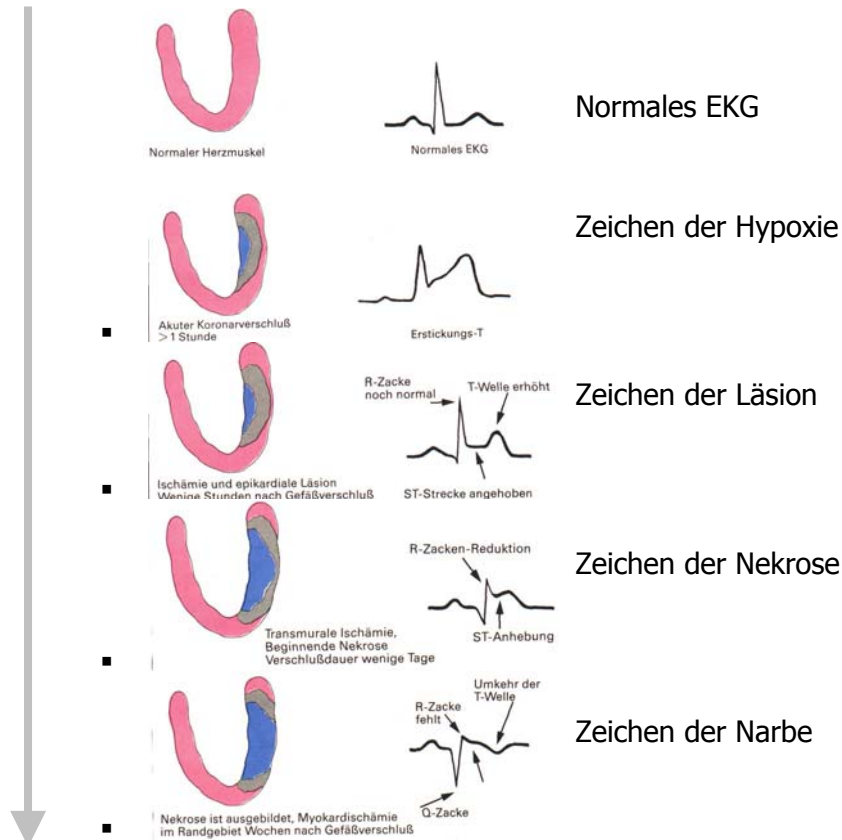 Normaler Herzmuskel
Normales EKG
Normales EKG
Zeichen der Hypoxie
Akuter Koronarverschluß
>1 Stunde
Erstickungs-T
R-Zacke
noch normal
T-Welle erhöht
Zeichen der Läsion
Ischämie und epikardiale Läsion
Wenige Stunden nach Gefäßverschluß
ST-Strecke angehoben
R-Zacken-Reduktion
Zeichen der Nekrose
Transmurale Ischämie,
Beginnende Nekrose
Verschlußdauer wenige Tage
ST-Anhebung
Umkehr der
T-Welle
R-Zacke
fehlt
Zeichen der Narbe
Q-Zacke
Nekrose ist ausgebildet, Myokardischämie
im Randgebiet Wochen nach Gefäßverschluß